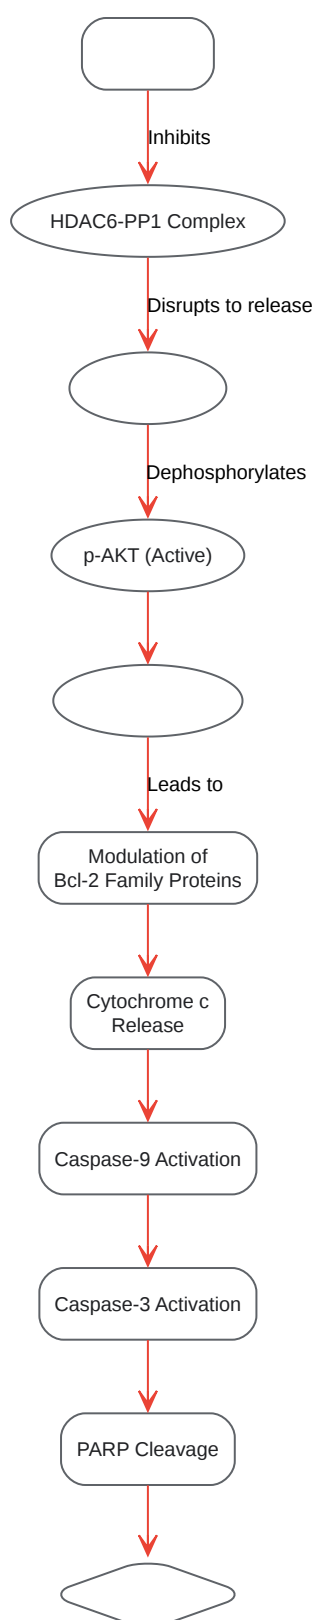 Inhibits
HDAC6-PP1 Complex
Disrupts to release
Dephosphorylates
p-AKT (Active)
Leads to
Modulation of
Bcl-2 Family Proteins
Cytochrome c
Release
Caspase-9 Activation
Caspase-3 Activation
PARP Cleavage